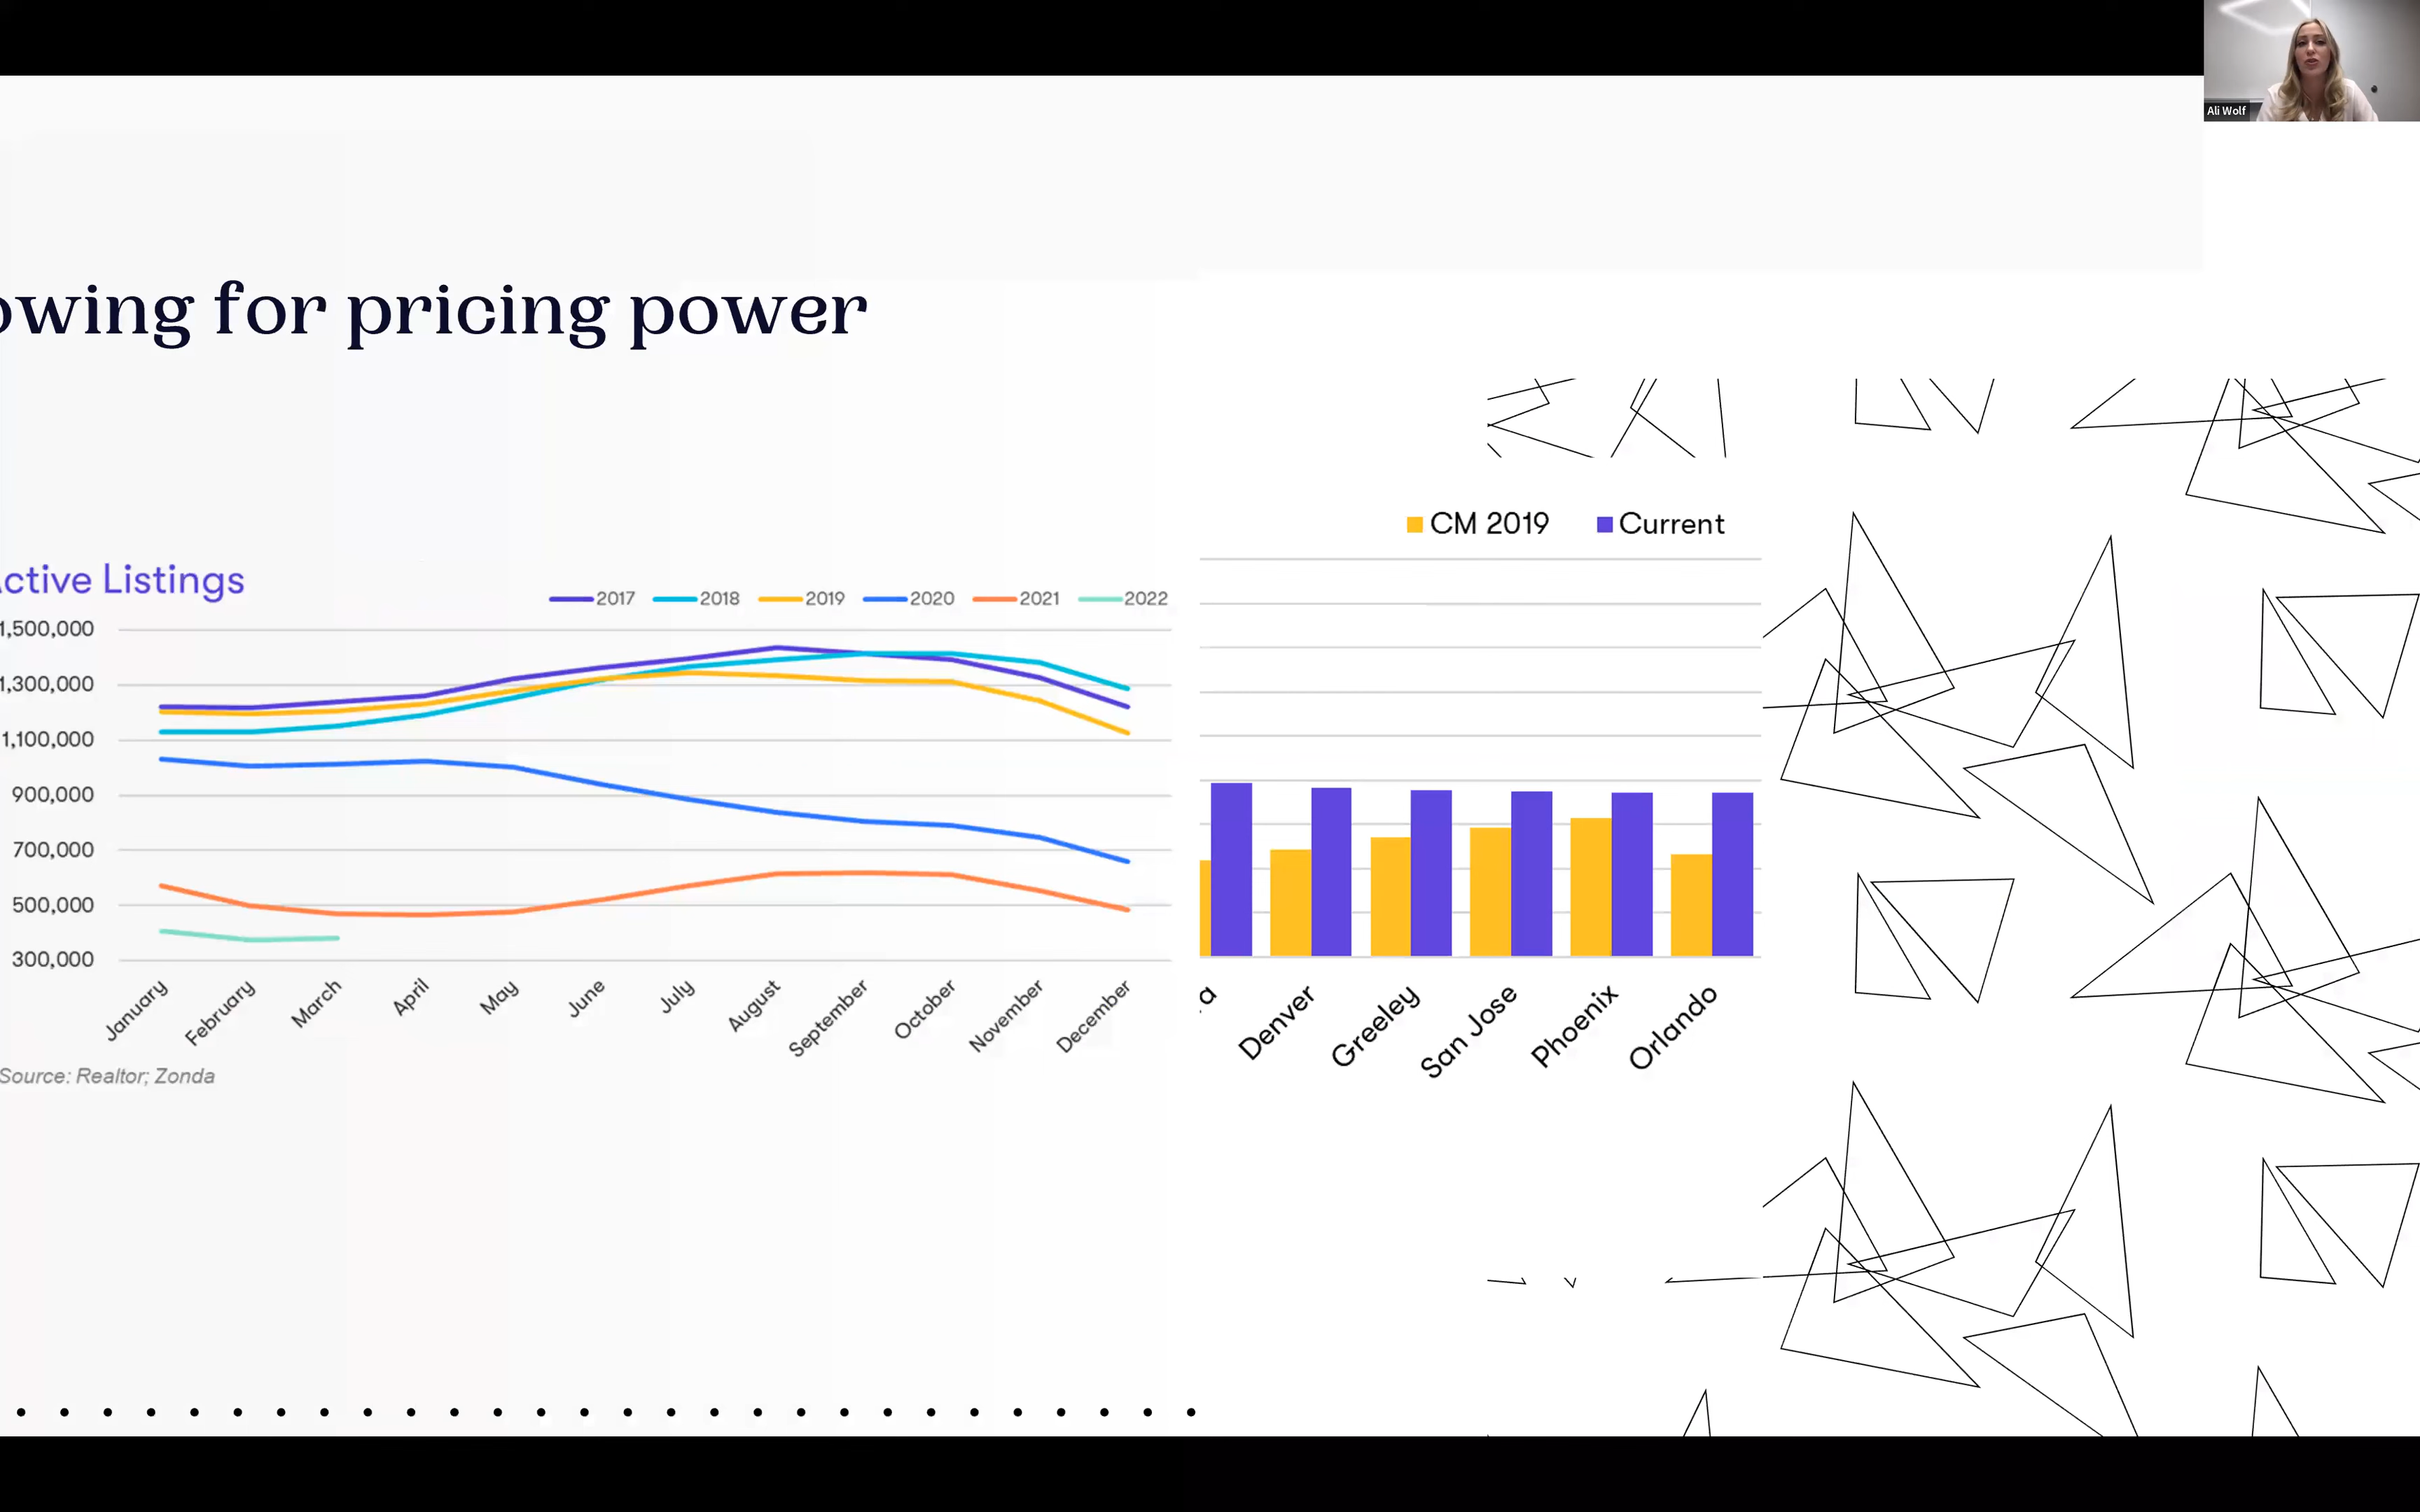 Ali Wolf
owing for pricing power
CM 2019 Current
ctive Listings
2017 2018 2019 2020 2021 2022
1,500,000
1,300,000
1,100,000
900,000
700,000
500,000
300,000
January February March April May June July August September October November December
Denver Greeley San Jose Phoenix Orlando
Source: Realtor; Zonda